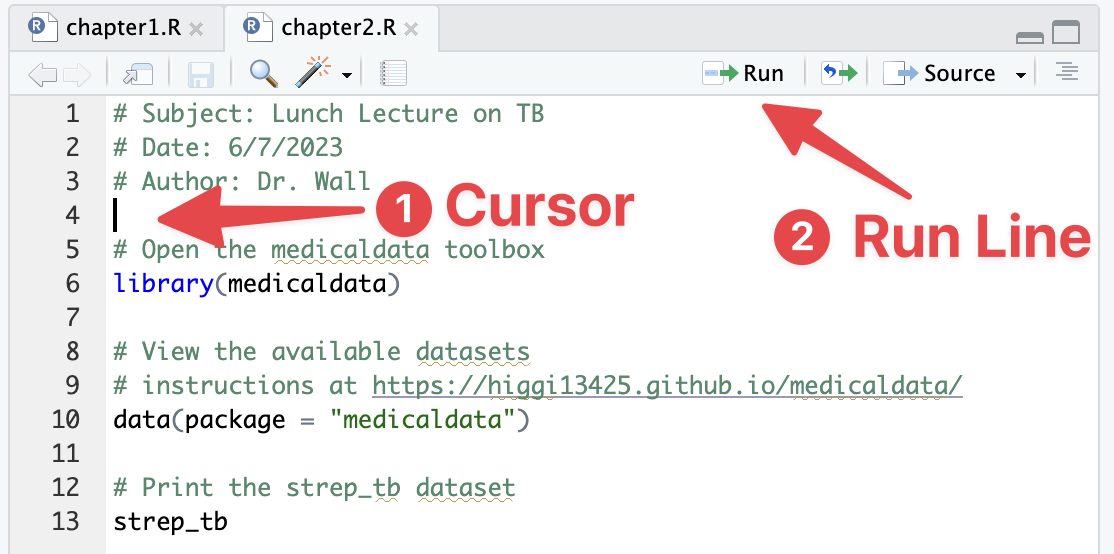 chapter1.R
chapter2.R
Run
Source
1 # Subject: Lunch Lecture on TB
2 # Date: 6/7/2023
3 # Author: Dr. Wall
4
1 Cursor
2 Run Line
5 # Open the medicaldata toolbox
6 library(medicaldata)
7
8 # View the available datasets
9 # instructions at https://higgi13425.github.io/medicaldata/
10 data(package = "medicaldata")
11
12 # Print the strep_tb dataset
13 strep_tb